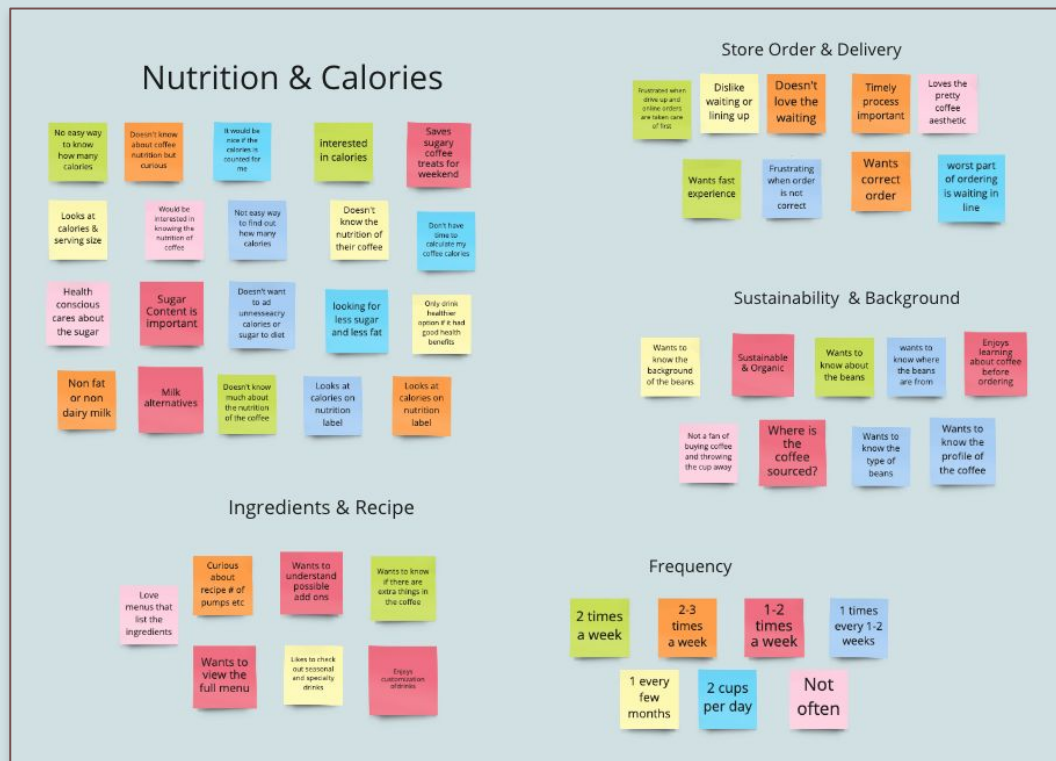 Nutrition & Calories
No easy way
to know
how many
calories
Doesn't know
about coffee
nutrition but
curious
It would be
nice if the
calories is
counted for
me
interested
in calories
Saves
sugary
coffee
treats for
weekend
Looks at
calories &
serving size
Would be
interested in
knowing the
nutrition of
coffee
Not easy way
to find out
how many
calories
Doesn't
know the
nutrition of
their coffee
Don't have
time to
calculate my
coffee calories
Health
conscious
cares about
the sugar
Sugar
Content is
important
Doesn't want
to ad
unnesseacry
calories or
sugar to diet
looking for
less sugar
and less fat
Only drink
healthier
option if it had
good health
benefits
Non fat
or non
dairy milk
Milk
alternatives
Doesn't know
much about
the nutrition
of the coffee
Looks at
calories on
nutrition
label
Looks at
calories on
nutrition
label
Store Order & Delivery
Frustrated when
drive up and
online orders
are taken care
of first
Dislike
waiting or
lining up
Doesn't
love the
waiting
Timely
process
important
Loves the
pretty
coffee
aesthetic
Wants fast
experience
Frustrating
when order
is not
correct
Wants
correct
order
worst part
of ordering
is waiting in
line
Sustainability & Background
Wants to
know the
background
of the beans
Sustainable
& Organic
Wants to
know about
the beans
wants to
know where
the beans
are from
Enjoys
learning
about coffee
before
ordering
Not a fan of
buying coffee
and throwing
the cup away
Where is
the
coffee
sourced?
Wants to
know the
type of
beans
Wants to
know the
profile of
the coffee
Ingredients & Recipe
Love
menus that
list the
ingredients
Curious
about
recipe # of
pumps etc
Wants to
understand
possible
add ons
Wants to know
if there are
extra things in
the coffee
Wants to
view the
full menu
Likes to check
out seasonal
and specialty
drinks
Enjoys
customization
of drinks
Frequency
2 times
a week
2-3
times
a week
1-2
times
a week
1 times
every 1-2
weeks
1 every
few
months
2 cups
per day
Not
often